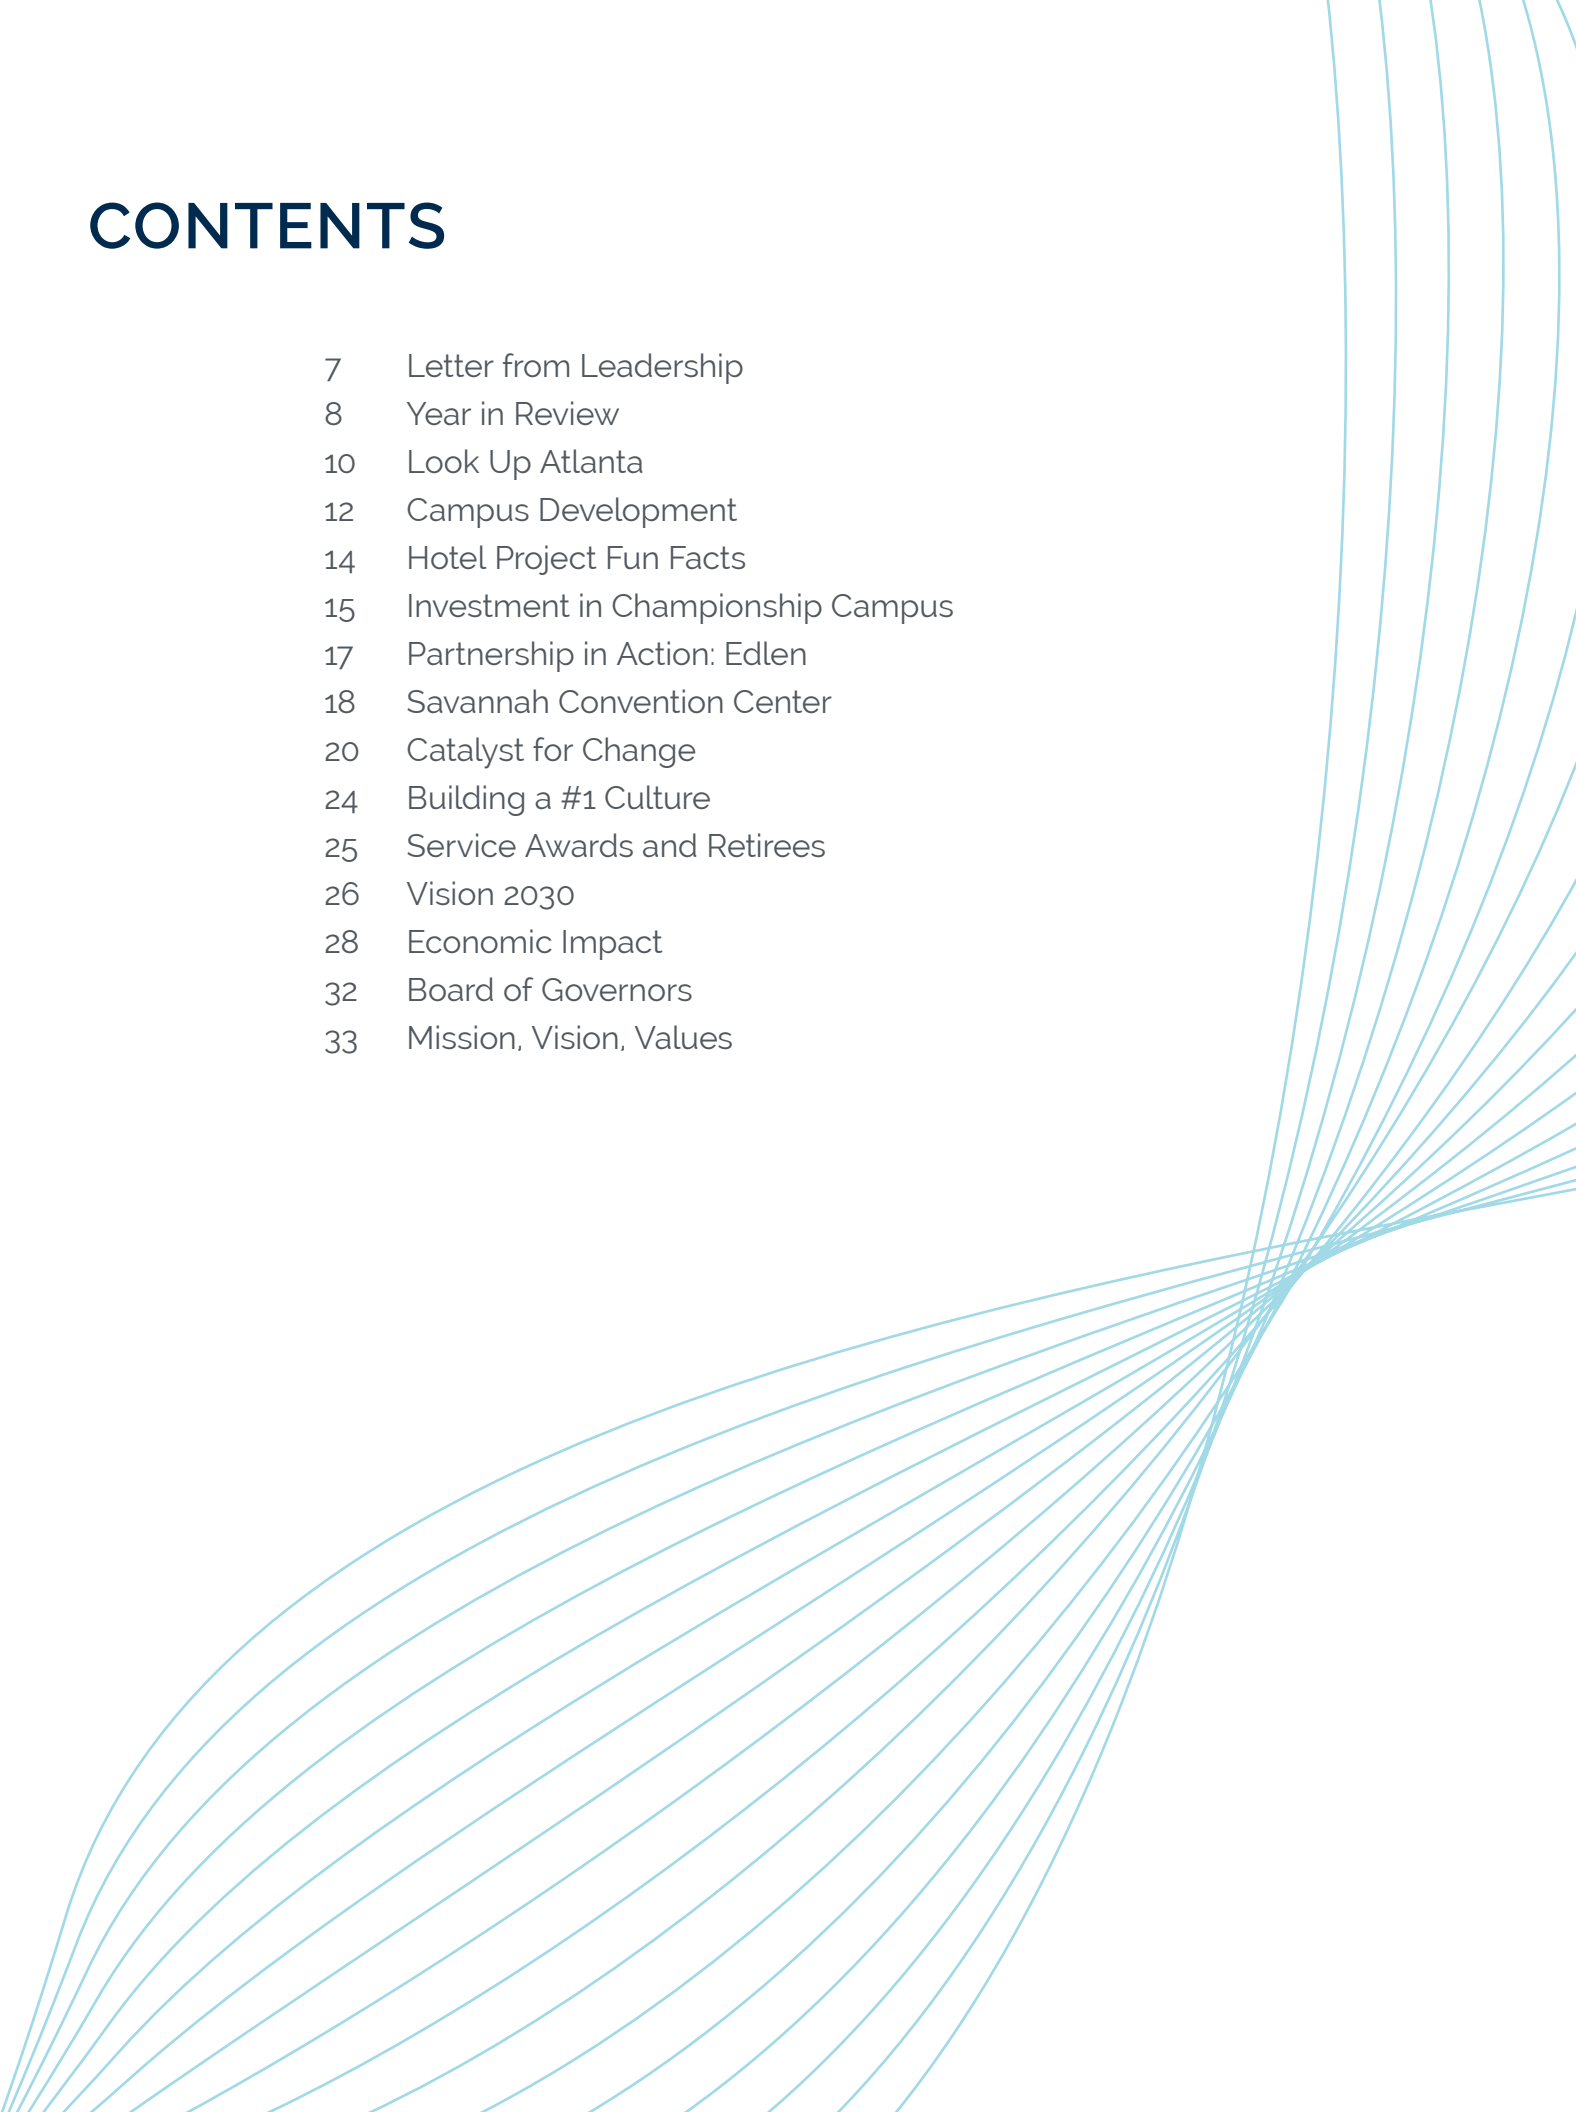 CONTENTS
7 Letter from Leadership
8 Year in Review
10 Look Up Atlanta
12 Campus Development
14 Hotel Project Fun Facts
15 Investment in Championship Campus
17 Partnership in Action: Edlen
18 Savannah Convention Center
20 Catalyst for Change
24 Building a #1 Culture
25 Service Awards and Retirees
26 Vision 2030
28 Economic Impact
32 Board of Governors
33 Mission, Vision, Values